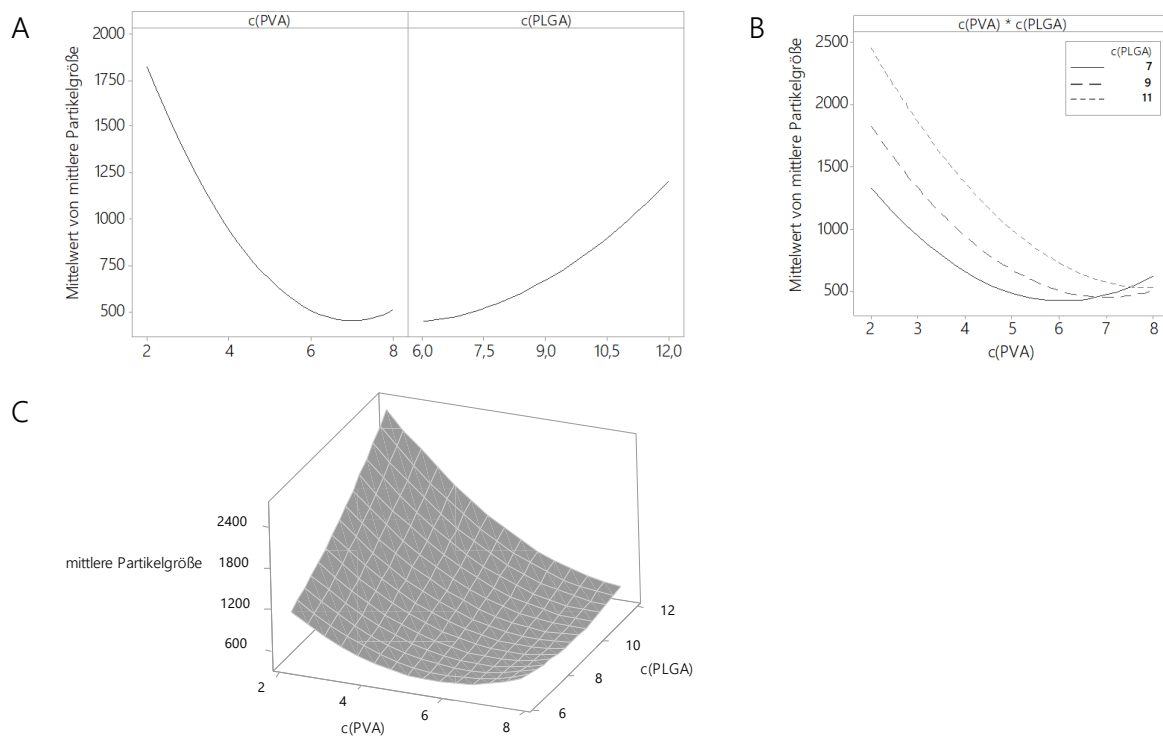 A
c(PVA)
c(PLGA)
Mittelwert von mittlere Partikelgröße
2000
1750
1500
1250
1000
750
500
2 4 6 8 6,0 7,5 9,0 10,5 12,0
B
c(PVA) * c(PLGA)
Mittelwert von mittlere Partikelgröße
2500
2000
1500
1000
500
c(PLGA)
7
9
11
2 3 4 5 6 7 8
c(PVA)
C
mittlere Partikelgröße
2400
1800
1200
600
2 4 6 8
c(PVA)
6 8 10 12
c(PLGA)